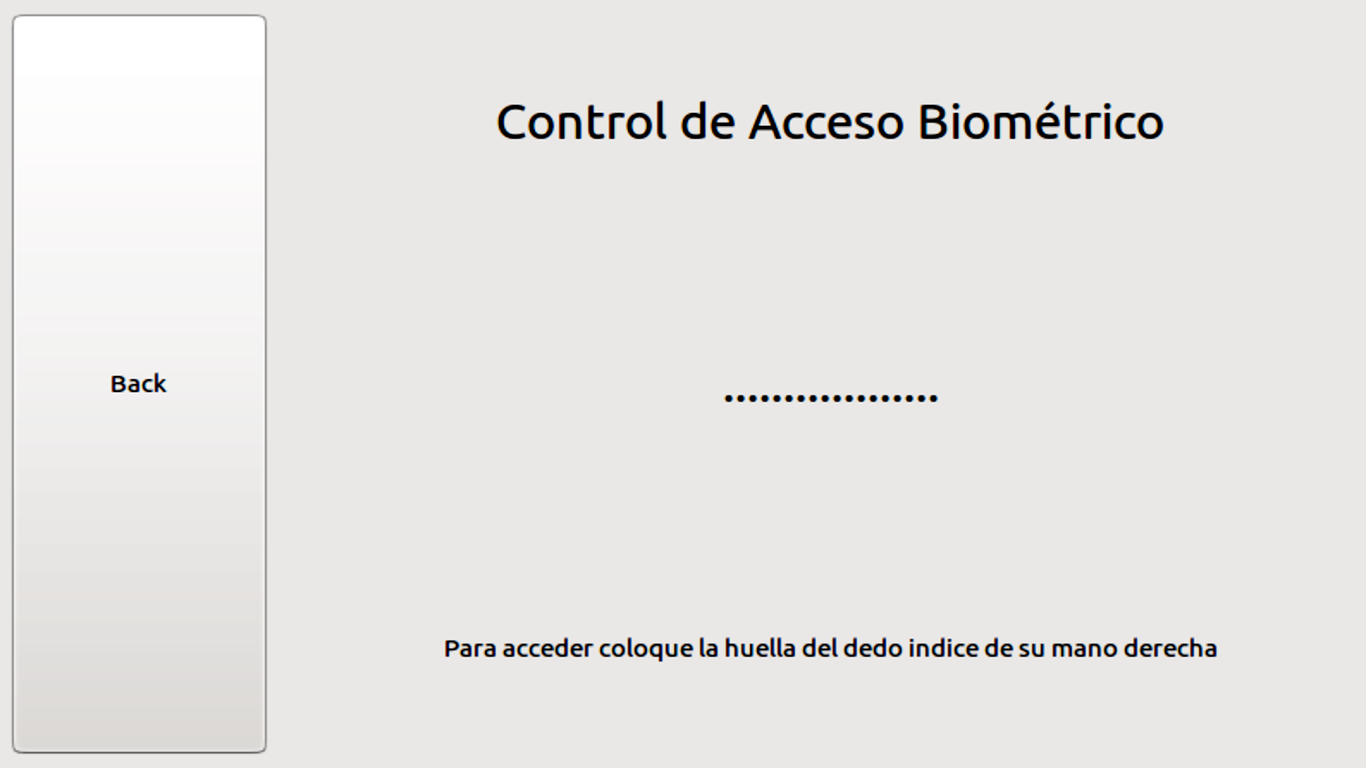 Control de Acceso Biométrico
Back
..................
Para acceder coloque la huella del dedo indice de su mano derecha